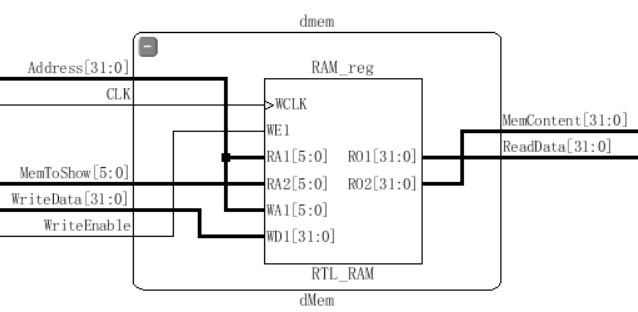 dmem
Address[31:0]
CLK
MemToShow[5:0]
WriteData[31:0]
WriteEnable
RAM_reg
WCLK
WE1
RA1[5:0] RO1[31:0]
RA2[5:0] RO2[31:0]
WA1[5:0]
WD1[31:0]
RTL_RAM
MemContent[31:0]
ReadData[31:0]
dMem